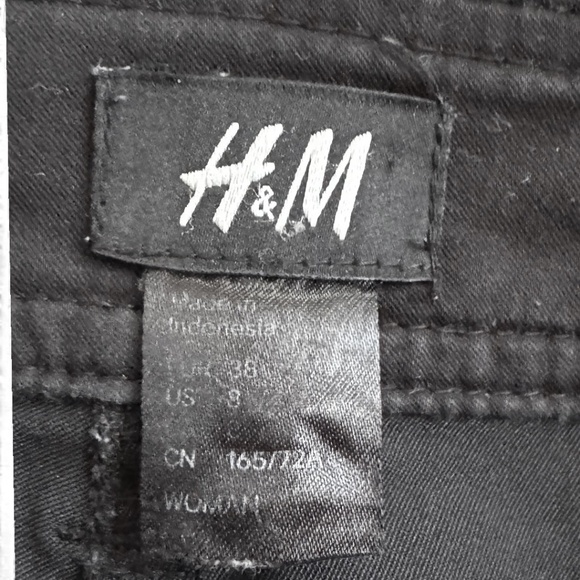 H&M
Made in
Indonesia
EUR 38
US 8
CN 165/72A
WOMAN